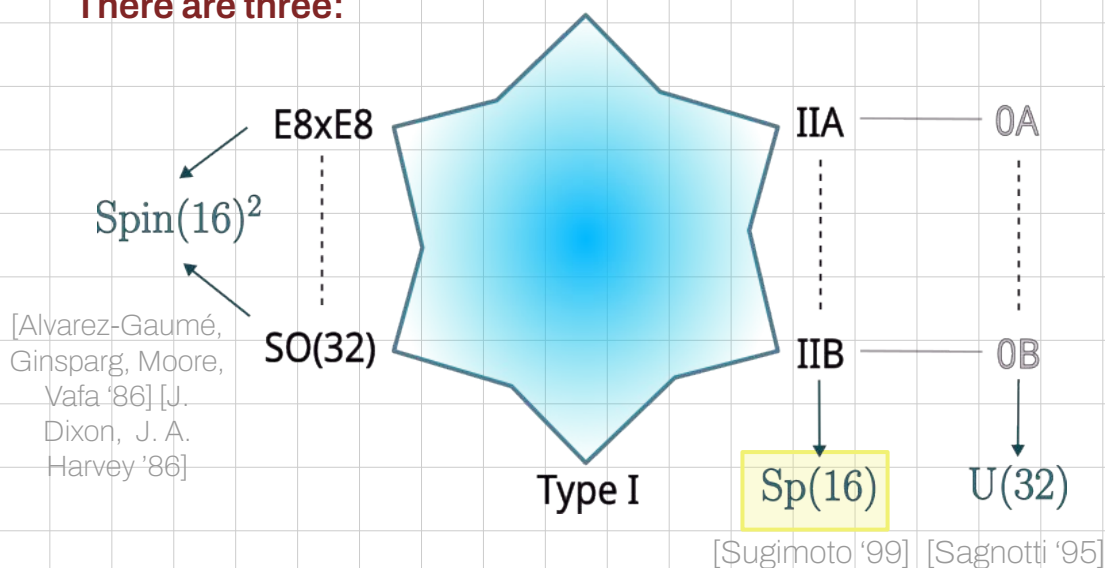 There are three:
E8xE8
IIA
0A
Spin(16)²
[Alvarez-Gaumé,
Ginsparg, Moore,
Vafa ‘86] [J.
Dixon, J. A.
Harvey ’86]
SO(32)
IIB
0B
Type I
Sp(16)
U(32)
[Sugimoto ‘99]
[Sagnotti ‘95]